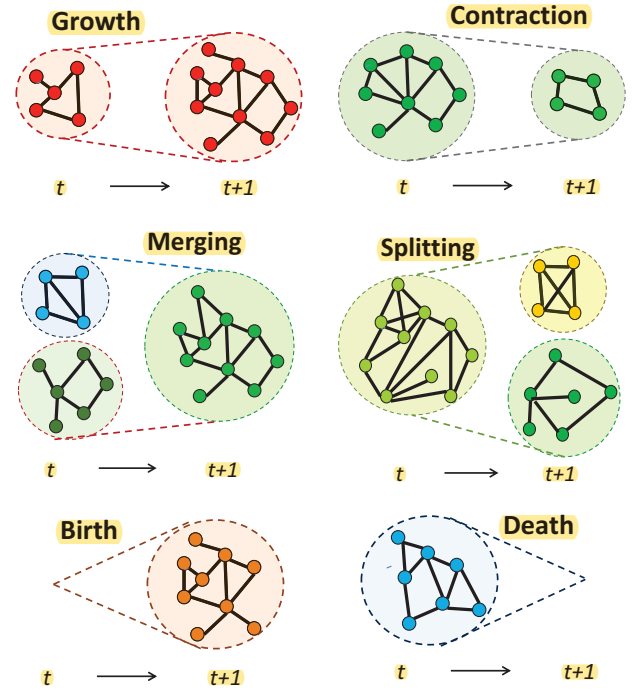 Growth
t
t+1
Contraction
t
t+1
Merging
t
t+1
Splitting
t
t+1
Birth
t
t+1
Death
t
t+1